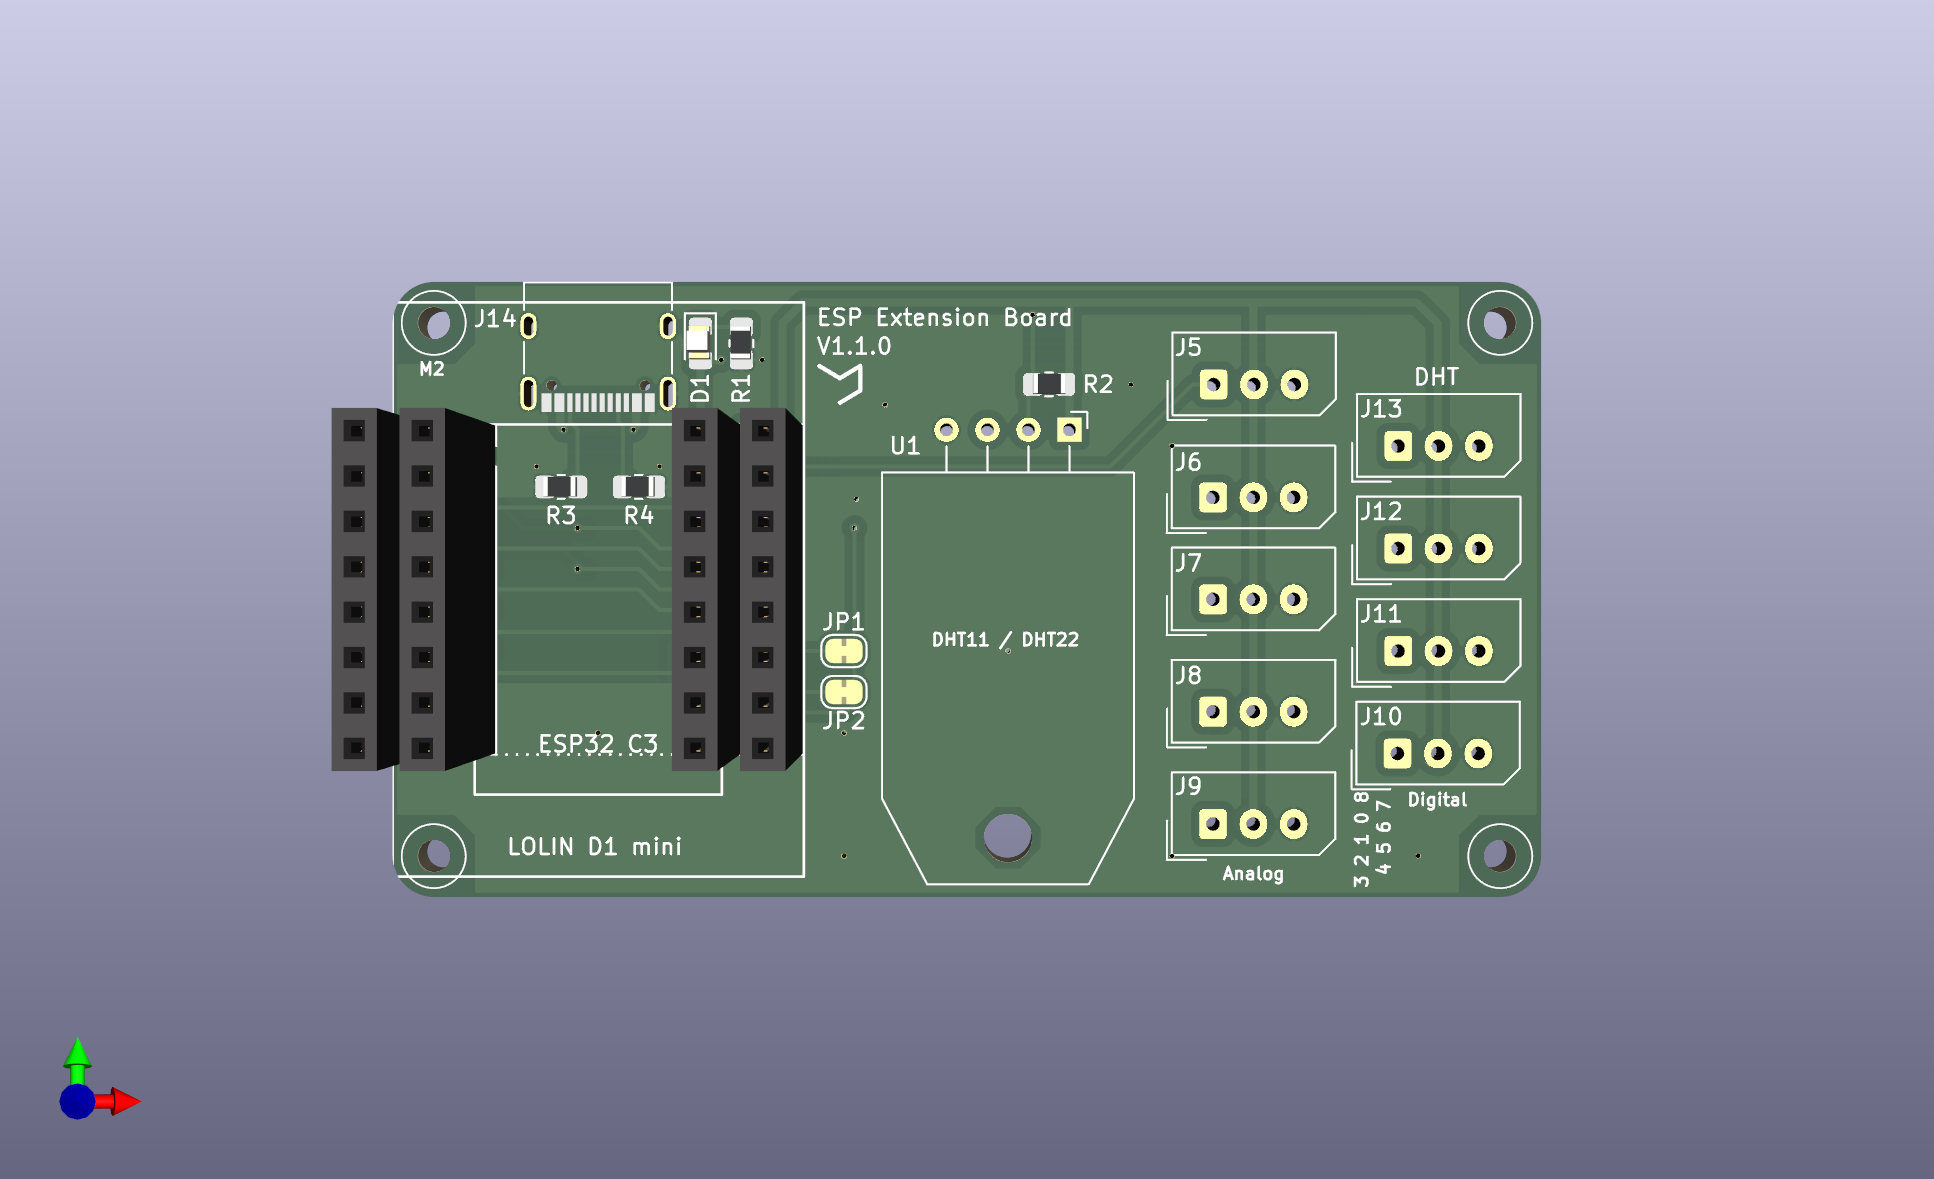 J14
M2
D1
R1
ESP Extension Board
V1.1.0
R2
U1
R3
R4
ESP32 C3
LOLIN D1 mini
JP1
JP2
DHT11 / DHT22
J5
J6
J7
J8
J9
Analog
DHT
J13
J12
J11
J10
Digital
3 2 1 0 8
4 5 6 7